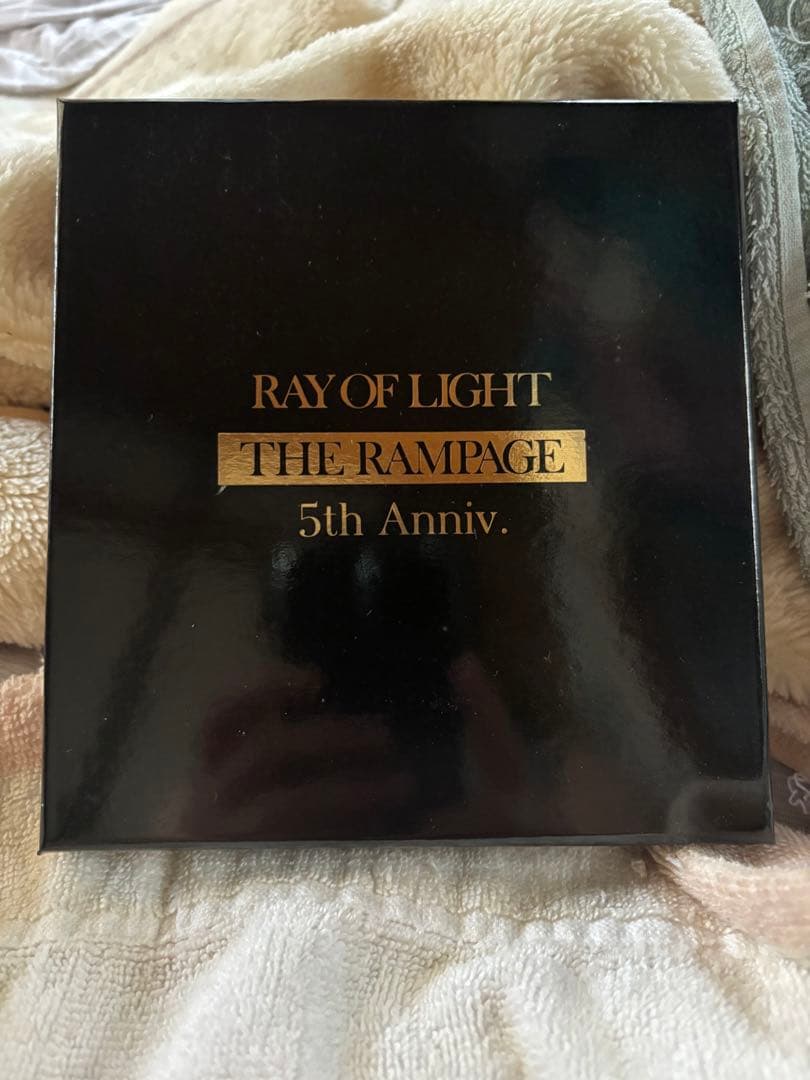 RAY OF LIGHT
THE RAMPAGE
5th Anniv.